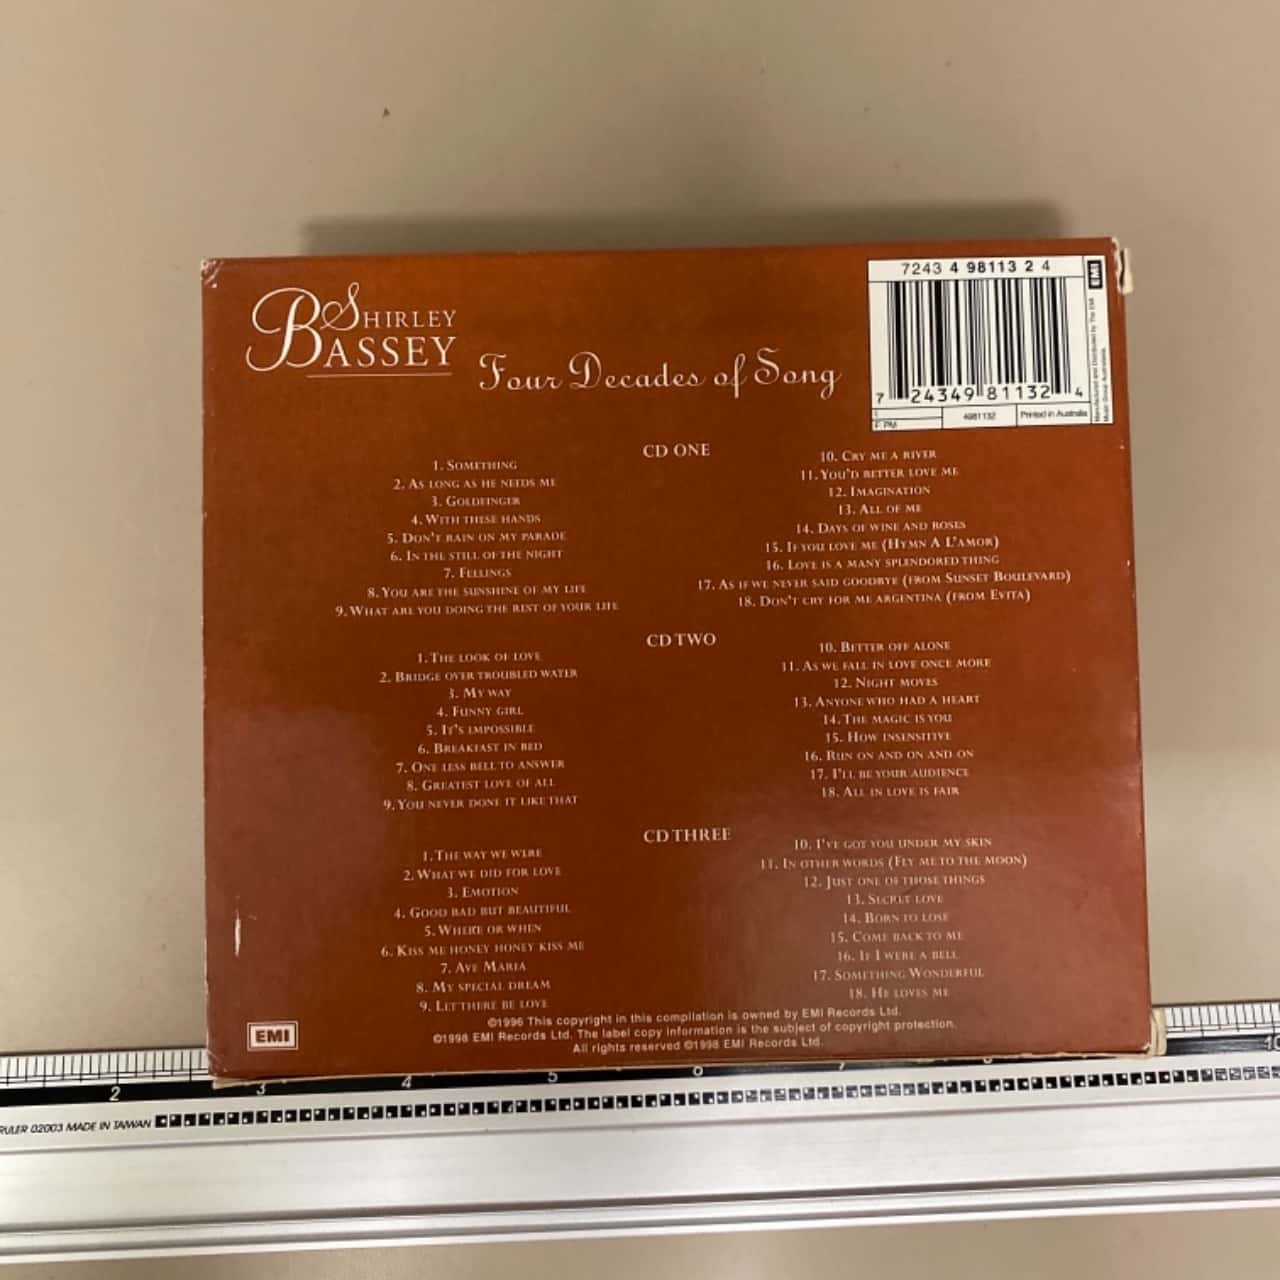 SHIRLEY
BASSEY
Four Decades of Song
7243 4 98113 2 4
EMI
7 24349 81132 4
Manufactured and Distributed by The EMI
Music Group Australasia.
F: PM
4981132
Printed in Australia
CD ONE
1. SOMETHING
2. AS LONG AS HE NEEDS ME
3. GOLDFINGER
4. WITH THESE HANDS
5. DON'T RAIN ON MY PARADE
6. IN THE STILL OF THE NIGHT
7. FEELINGS
8. YOU ARE THE SUNSHINE OF MY LIFE
9. WHAT ARE YOU DOING THE REST OF YOUR LIFE
10. CRY ME A RIVER
11. YOU'D BETTER LOVE ME
12. IMAGINATION
13. ALL OF ME
14. DAYS OF WINE AND ROSES
15. IF YOU LOVE ME (HYMN A L'AMOR)
16. LOVE IS A MANY SPLENDORED THING
17. AS IF WE NEVER SAID GOODBYE (FROM SUNSET BOULEVARD)
18. DON'T CRY FOR ME ARGENTINA (FROM EVITA)
CD TWO
1. THE LOOK OF LOVE
2. BRIDGE OVER TROUBLED WATER
3. MY WAY
4. FUNNY GIRL
5. IT'S IMPOSSIBLE
6. BREAKFAST IN BED
7. ONE LESS BELL TO ANSWER
8. GREATEST LOVE OF ALL
9. YOU NEVER DONE IT LIKE THAT
10. BETTER OFF ALONE
11. AS WE FALL IN LOVE ONCE MORE
12. NIGHT MOVES
13. ANYONE WHO HAD A HEART
14. THE MAGIC IS YOU
15. HOW INSENSITIVE
16. RUN ON AND ON AND ON
17. I'LL BE YOUR AUDIENCE
18. ALL IN LOVE IS FAIR
CD THREE
1. THE WAY WE WERE
2. WHAT WE DID FOR LOVE
3. EMOTION
4. GOOD BAD BUT BEAUTIFUL
5. WHERE OR WHEN
6. KISS ME HONEY HONEY KISS ME
7. AVE MARIA
8. MY SPECIAL DREAM
9. LET THERE BE LOVE
10. I'VE GOT YOU UNDER MY SKIN
11. IN OTHER WORDS (FLY ME TO THE MOON)
12. JUST ONE OF THOSE THINGS
13. SECRET LOVE
14. BORN TO LOSE
15. COME BACK TO ME
16. IF I WERE A BELL
17. SOMETHING WONDERFUL
18. HE LOVES ME
©1996 This copyright in this compilation is owned by EMI Records Ltd.
©1998 EMI Records Ltd. The label copy information is the subject of copyright protection.
All rights reserved ©1998 EMI Records Ltd.
EMI
2 3 4 5 6 7 8 10
RULER 02003 MADE IN TAIWAN